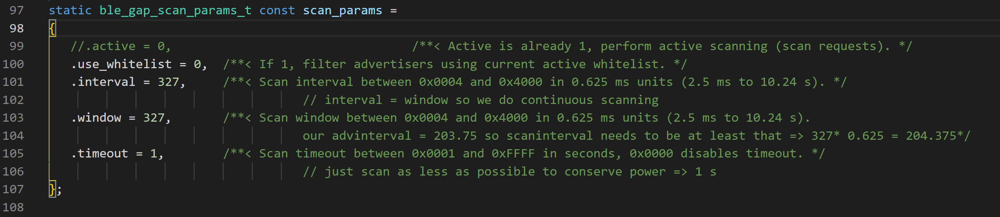 97 static ble_gap_scan_params_t const scan_params =
98 {
99 //.active = 0, /**< Active is already 1, perform active scanning (scan requests). */
100 .use_whitelist = 0, /**< If 1, filter advertisers using current active whitelist. */
101 .interval = 327, /**< Scan interval between 0x0004 and 0x4000 in 0.625 ms units (2.5 ms to 10.24 s). */
102 // interval = window so we do continuous scanning
103 .window = 327, /**< Scan window between 0x0004 and 0x4000 in 0.625 ms units (2.5 ms to 10.24 s).
104 our advinterval = 203.75 so scaninterval needs to be at least that => 327* 0.625 = 204.375*/
105 .timeout = 1, /**< Scan timeout between 0x0001 and 0xFFFF in seconds, 0x0000 disables timeout. */
106 // just scan as less as possible to conserve power => 1 s
107 };
108